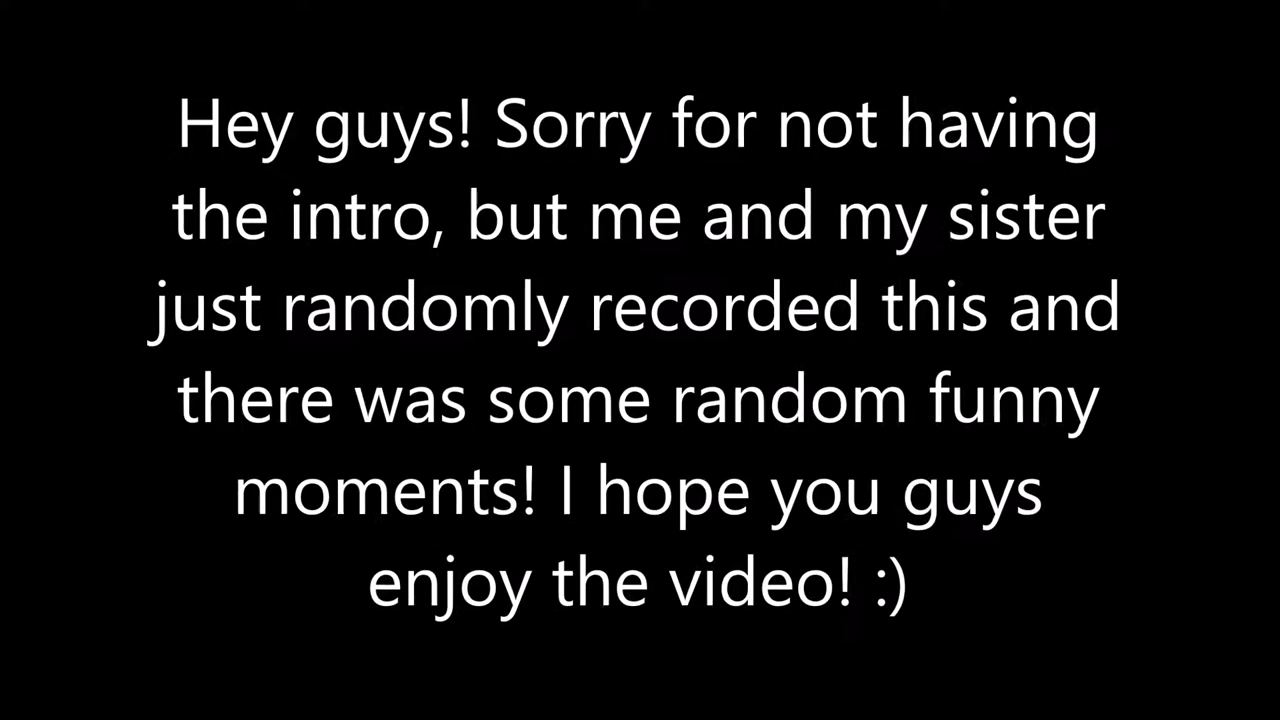 Hey guys! Sorry for not having
the intro, but me and my sister
just randomly recorded this and
there was some random funny
moments! I hope you guys
enjoy the video! :)